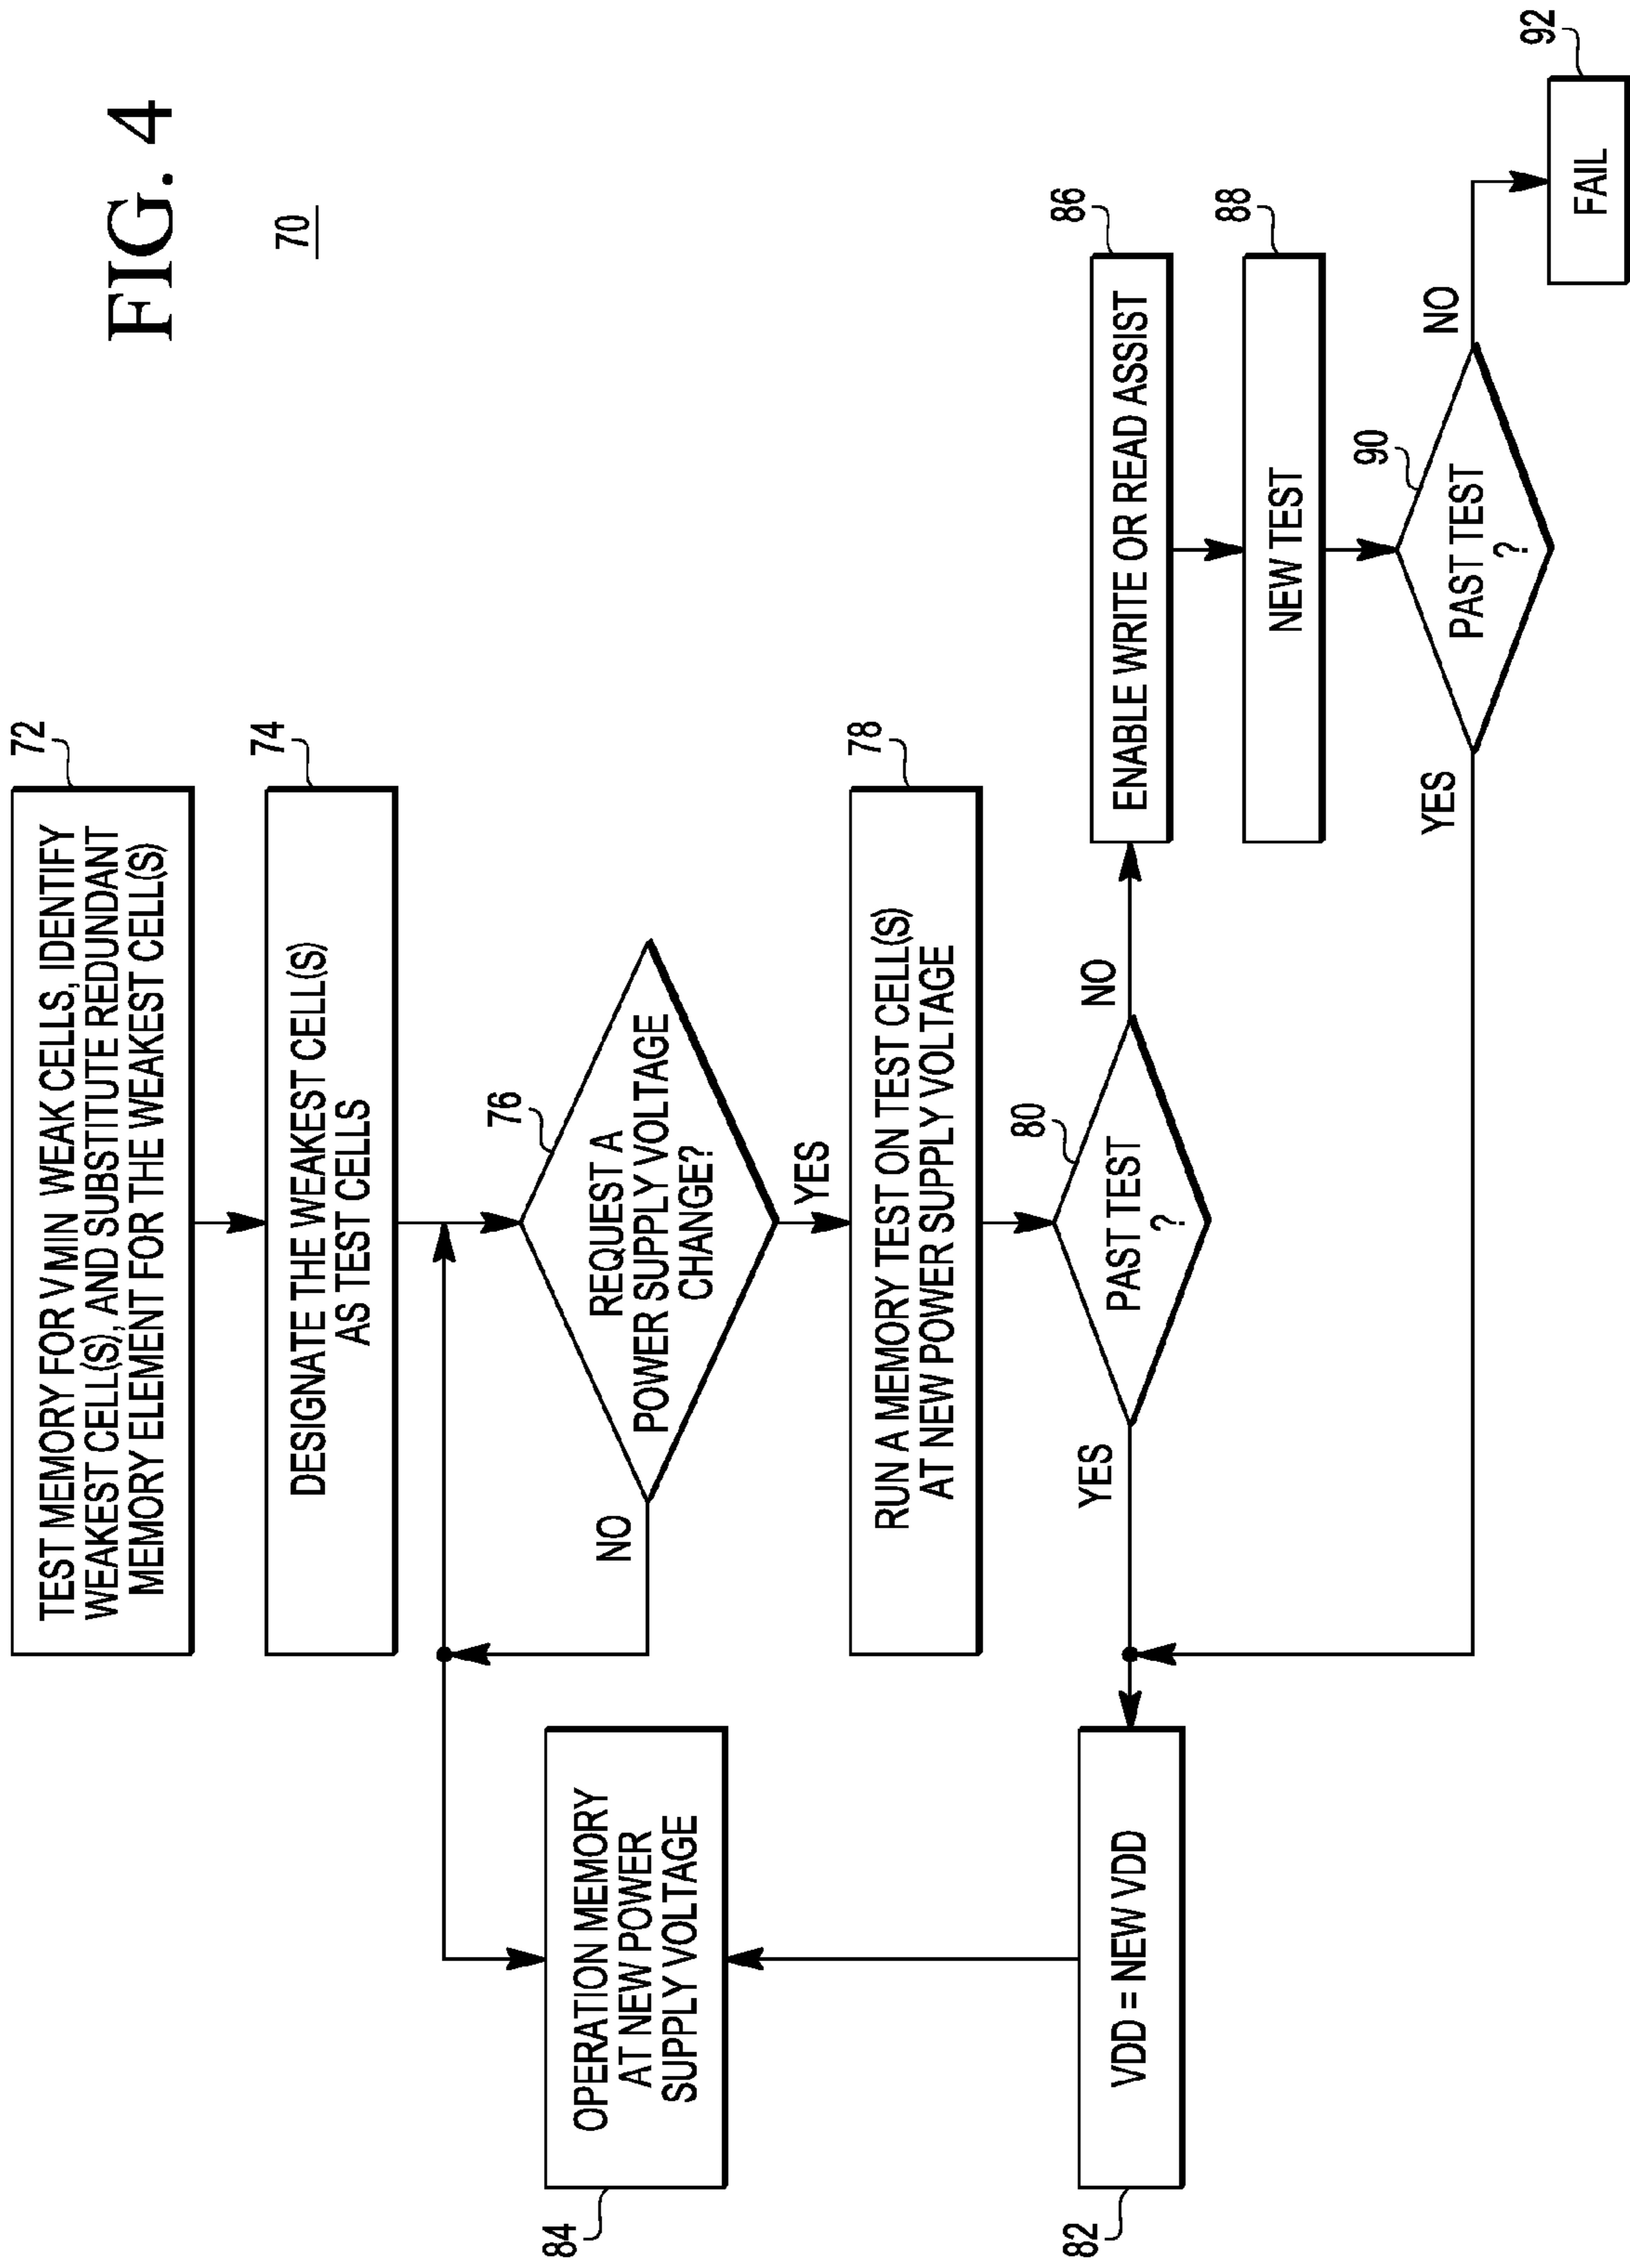 FIG. 4
70
72
TEST MEMORY FOR V MIN WEAK CELLS, IDENTIFY
WEAKEST CELL(S), AND SUBSTITUTE REDUNDANT
MEMORY ELEMENT FOR THE WEAKEST CELL(S)
74
DESIGNATE THE WEAKEST CELL(S)
AS TEST CELLS
76
REQUEST A
POWER SUPPLY VOLTAGE
CHANGE?
NO
YES
84
OPERATION MEMORY
AT NEW POWER
SUPPLY VOLTAGE
78
RUN A MEMORY TEST ON TEST CELL(S)
AT NEW POWER SUPPLY VOLTAGE
80
PAST TEST
?
YES
NO
82
VDD = NEW VDD
86
ENABLE WRITE OR READ ASSIST
88
NEW TEST
90
PAST TEST
?
YES
NO
92
FAIL